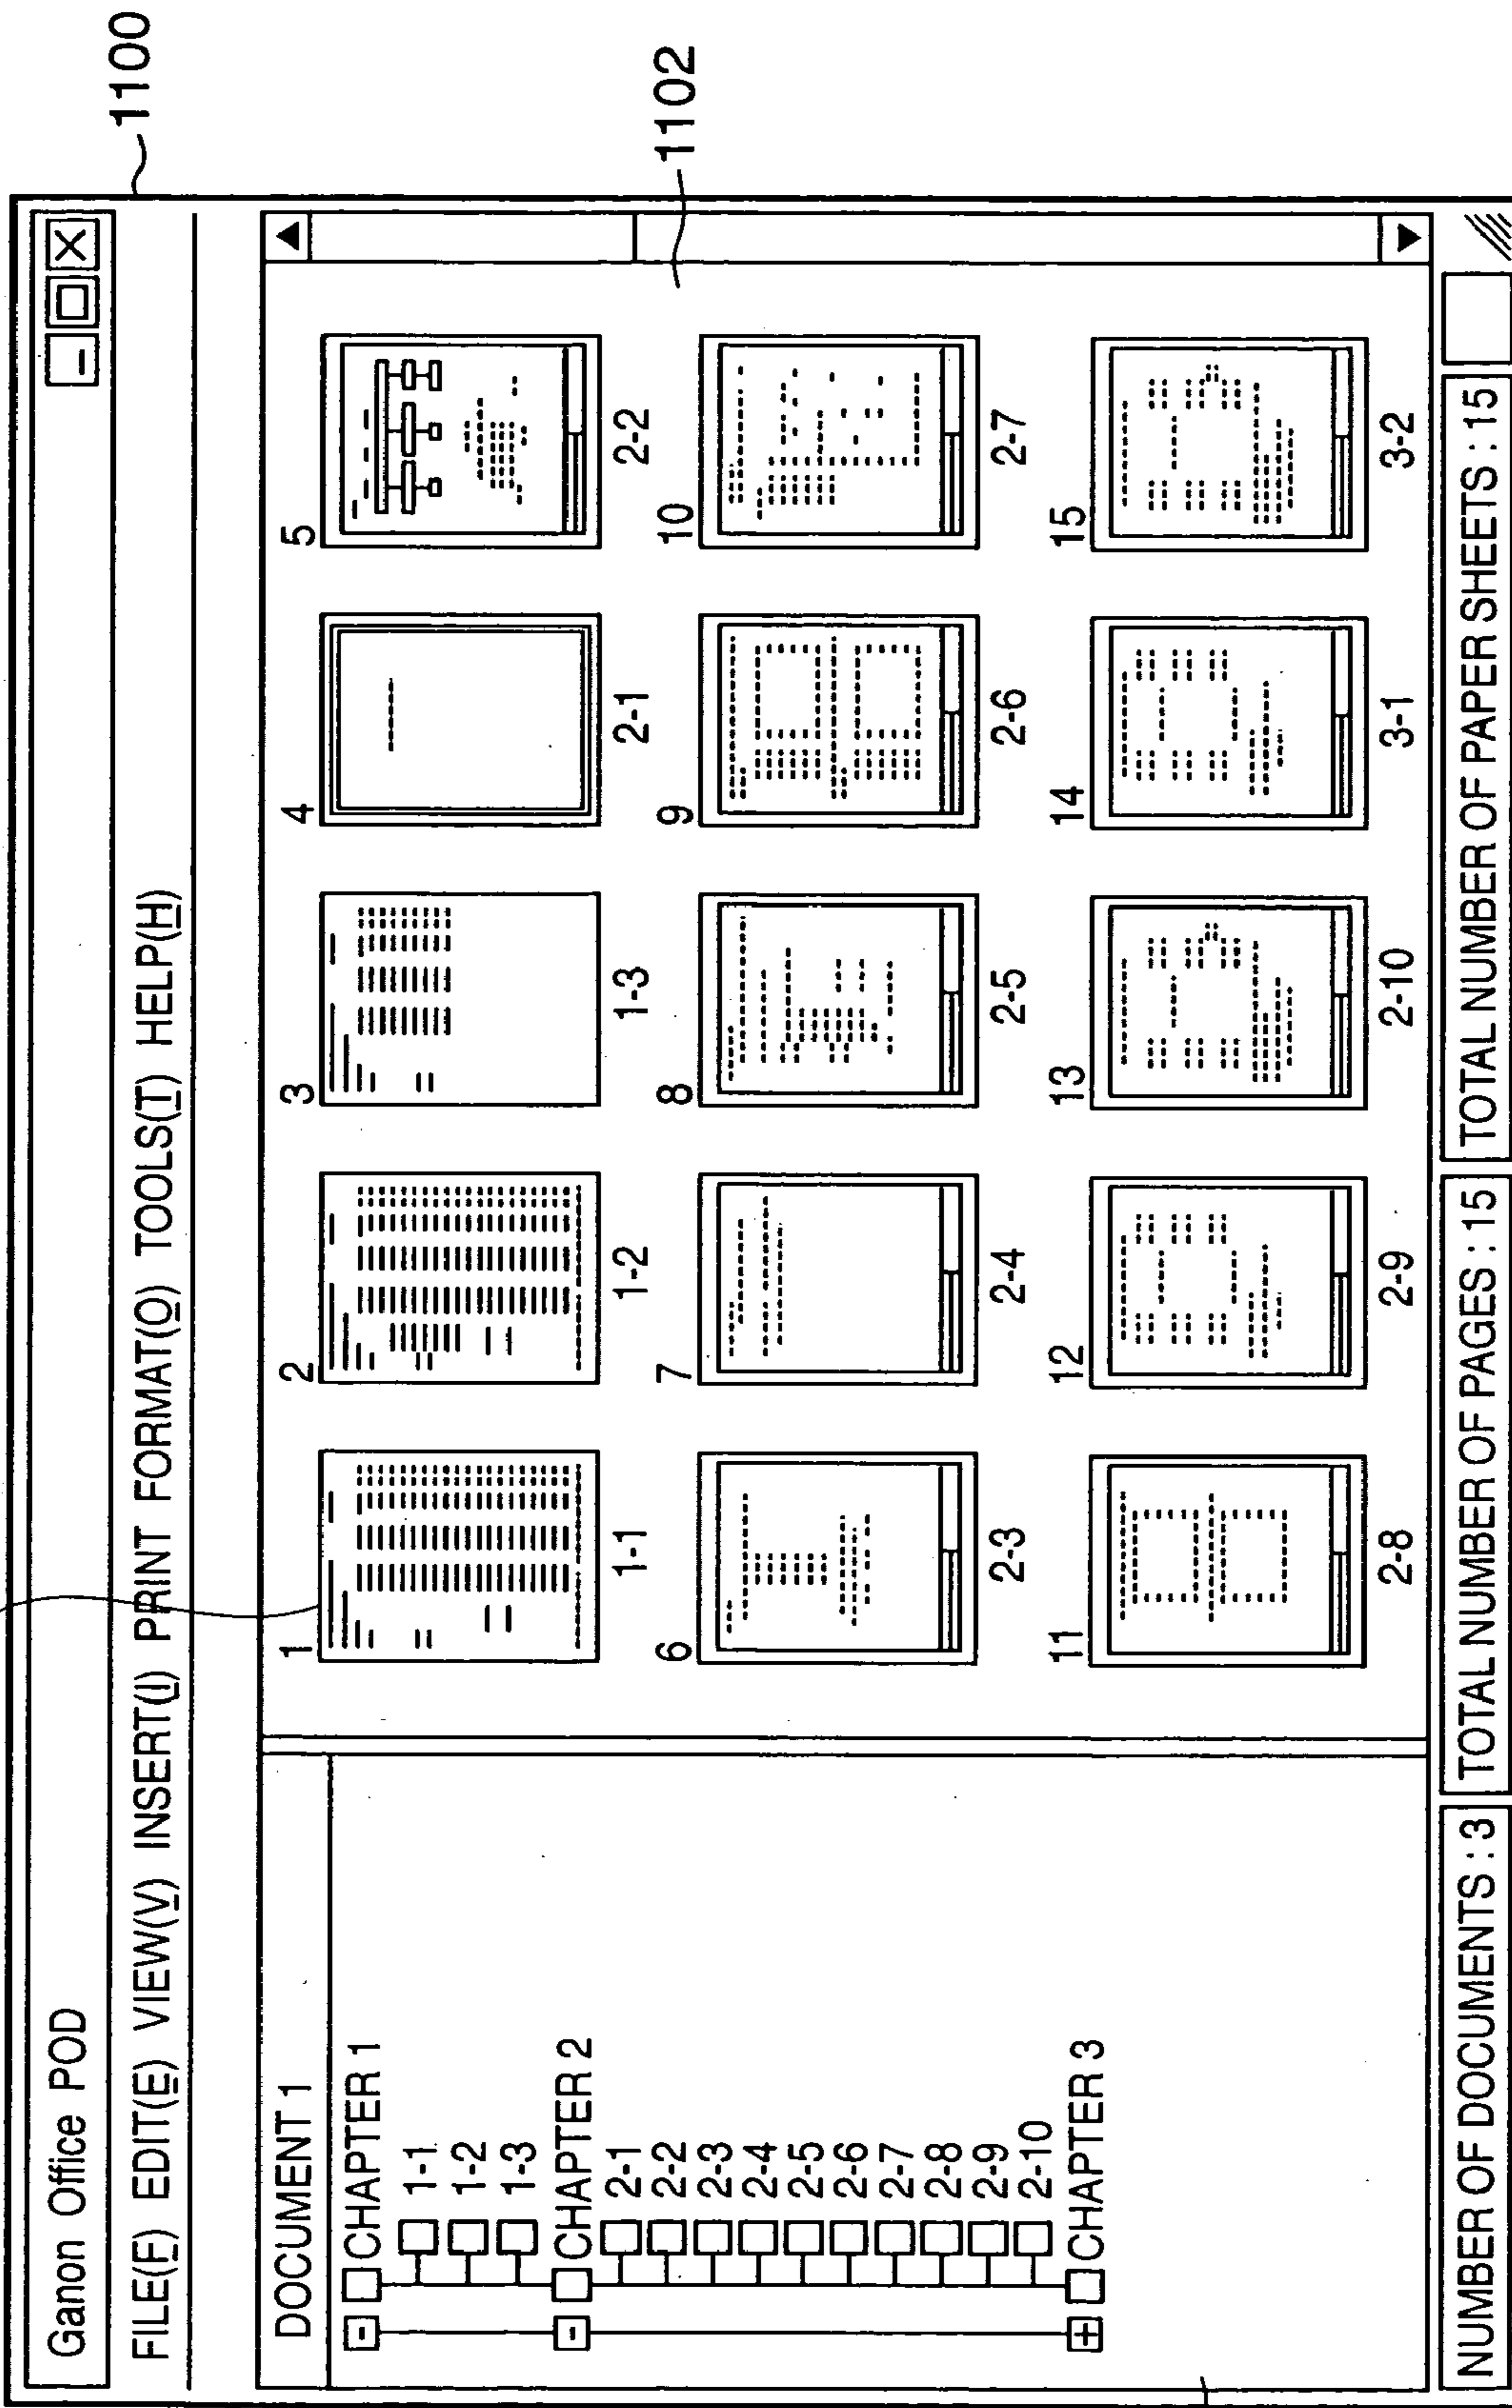 1100
Ganon Office POD
FILE(F) EDIT(E) VIEW(V) INSERT(I) PRINT FORMAT(O) TOOLS(T) HELP(H)
1102
DOCUMENT 1
- CHAPTER 1
1-1
1-2
1-3
- CHAPTER 2
2-1
2-2
2-3
2-4
2-5
2-6
2-7
2-8
2-9
2-10
+ CHAPTER 3
1 2 3 4 5
1-1 1-2 1-3 2-1 2-2
6 7 8 9 10
2-3 2-4 2-5 2-6 2-7
11 12 13 14 15
2-8 2-9 2-10 3-1 3-2
NUMBER OF DOCUMENTS : 3 TOTAL NUMBER OF PAGES : 15 TOTAL NUMBER OF PAPER SHEETS : 15